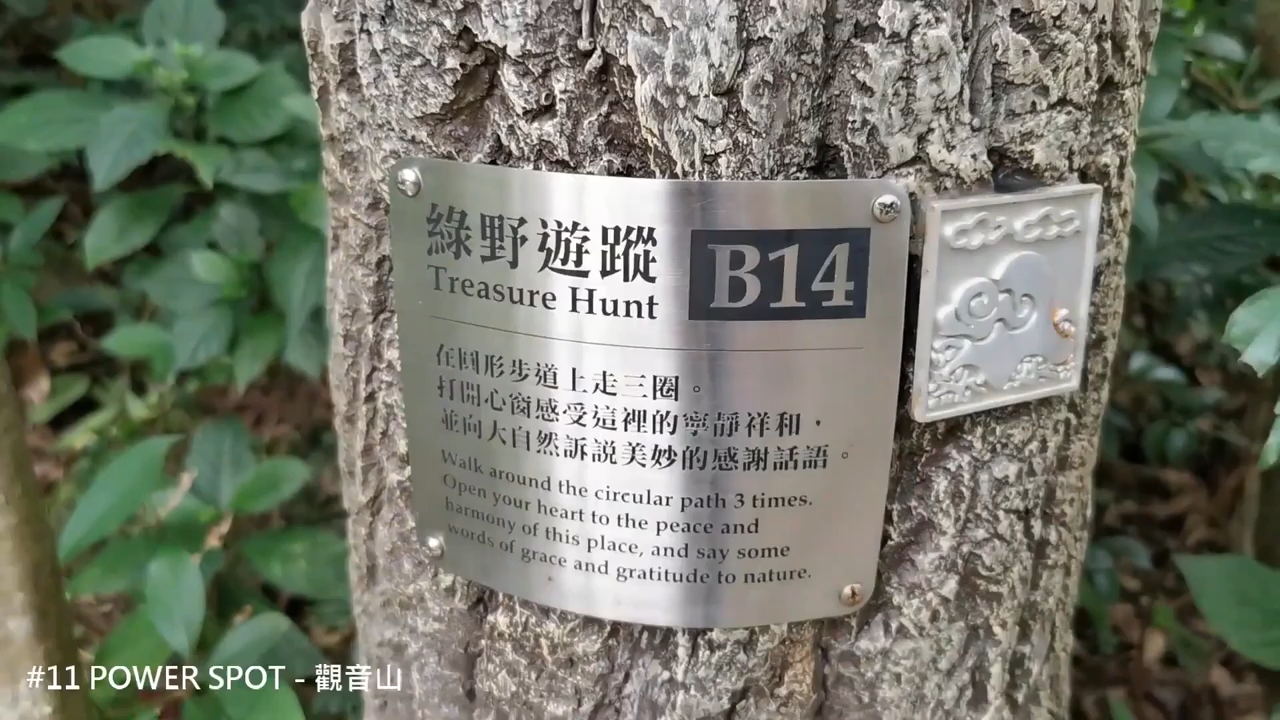 綠野遊蹤
Treasure Hunt
B14
在圓形步道上走三圈。
打開心窗感受這裡的寧靜祥和，
並向大自然訴說美妙的感謝話語。
Walk around the circular path 3 times.
Open your heart to the peace and
harmony of this place, and say some
words of grace and gratitude to nature.
#11 POWER SPOT - 觀音山